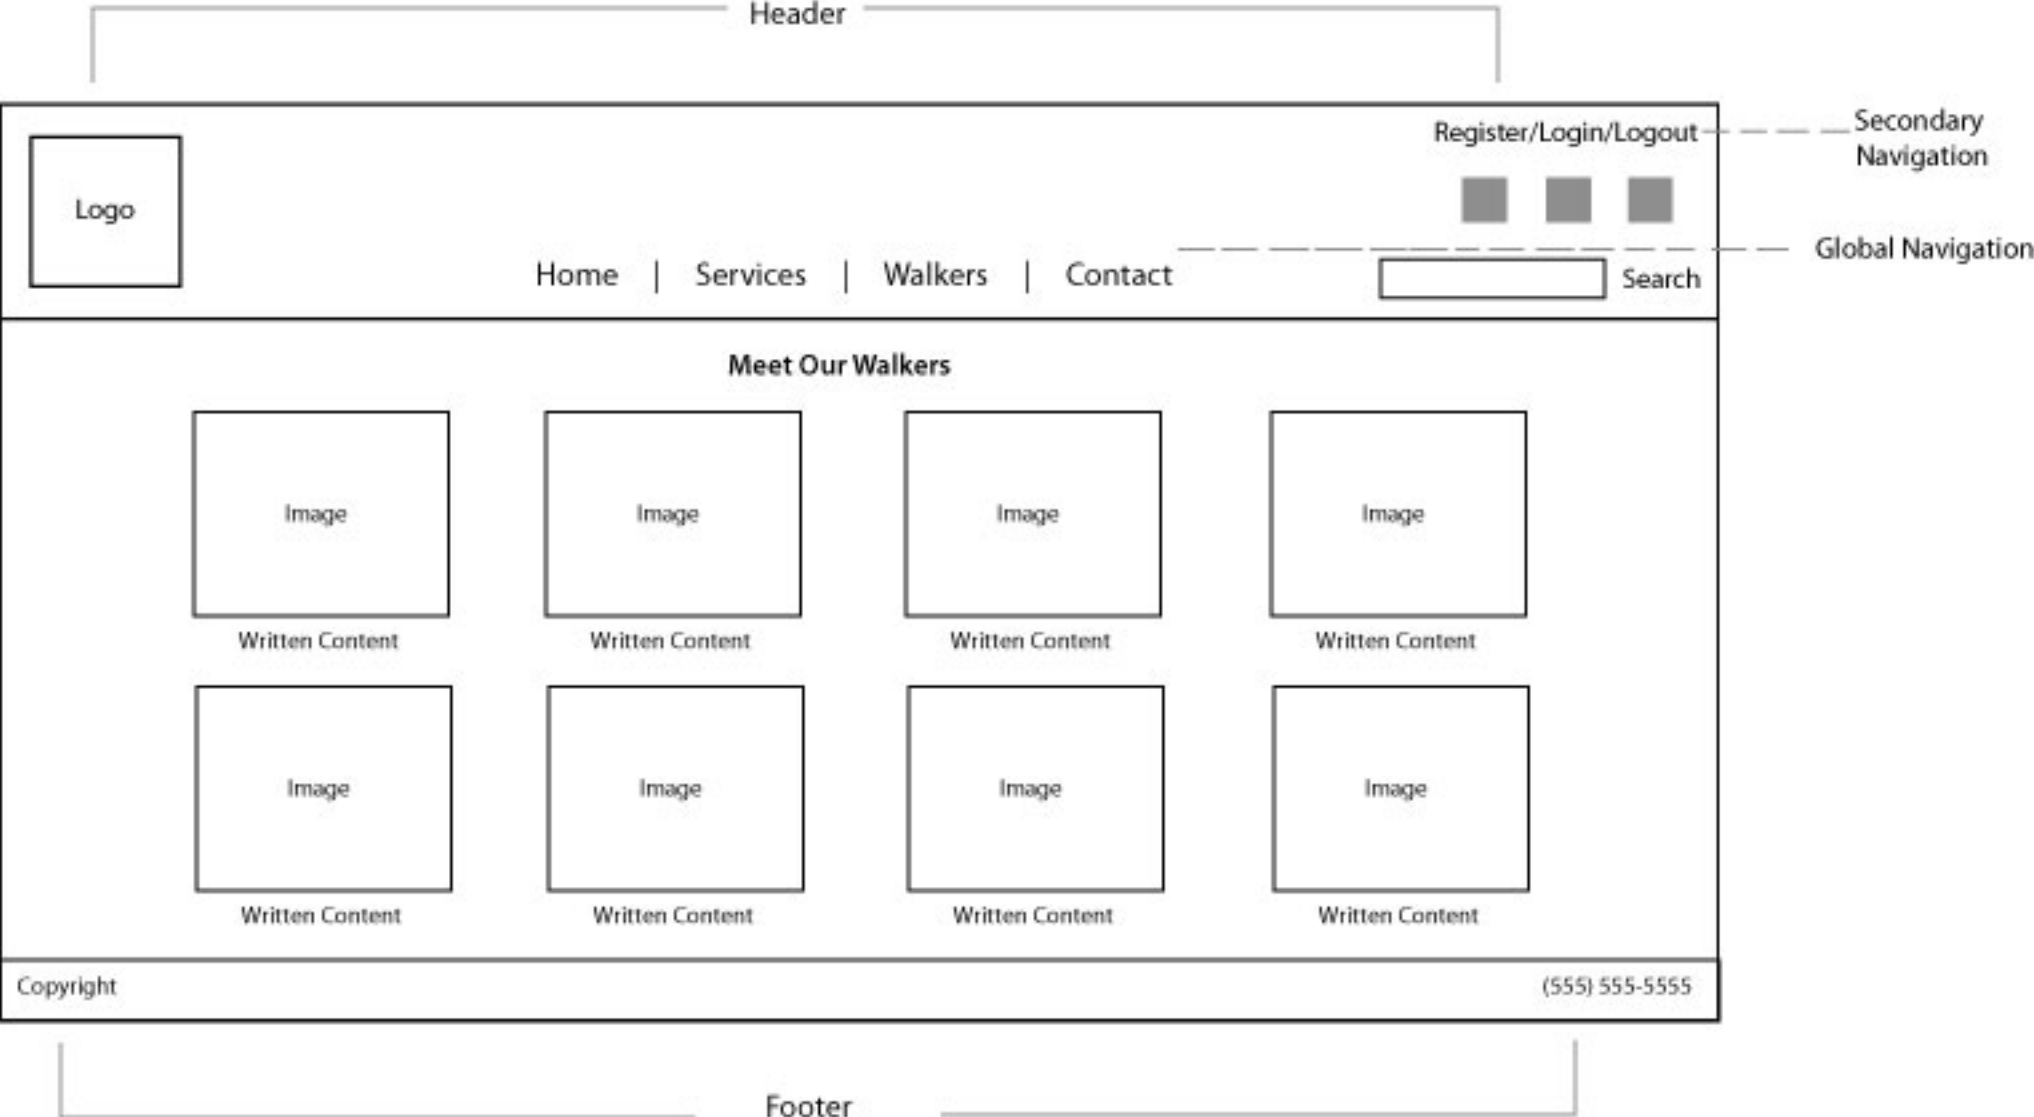 Header
Register/Login/Logout
Secondary
Navigation
Logo
Global Navigation
Home | Services | Walkers | Contact
Search
Meet Our Walkers
Image Image Image Image
Written Content Written Content Written Content Written Content
Image Image Image Image
Written Content Written Content Written Content Written Content
Copyright (555) 555-5555
Footer